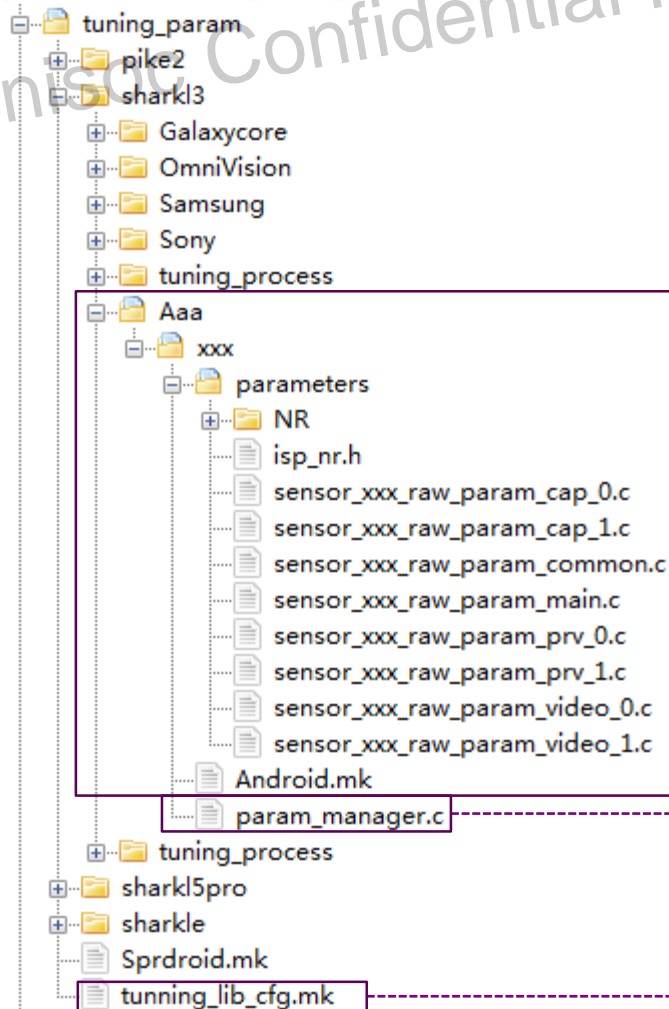 tuning_param
pike2
sharkl3
Galaxycore
OmniVision
Samsung
Sony
tuning_process
Aaa
xxx
parameters
NR
isp_nr.h
sensor_xxx_raw_param_cap_0.c
sensor_xxx_raw_param_cap_1.c
sensor_xxx_raw_param_common.c
sensor_xxx_raw_param_main.c
sensor_xxx_raw_param_prv_0.c
sensor_xxx_raw_param_prv_1.c
sensor_xxx_raw_param_video_0.c
sensor_xxx_raw_param_video_1.c
Android.mk
param_manager.c
tuning_process
sharkl5pro
sharkle
Sprdroid.mk
tunning_lib_cfg.mk
nisoc Confidential